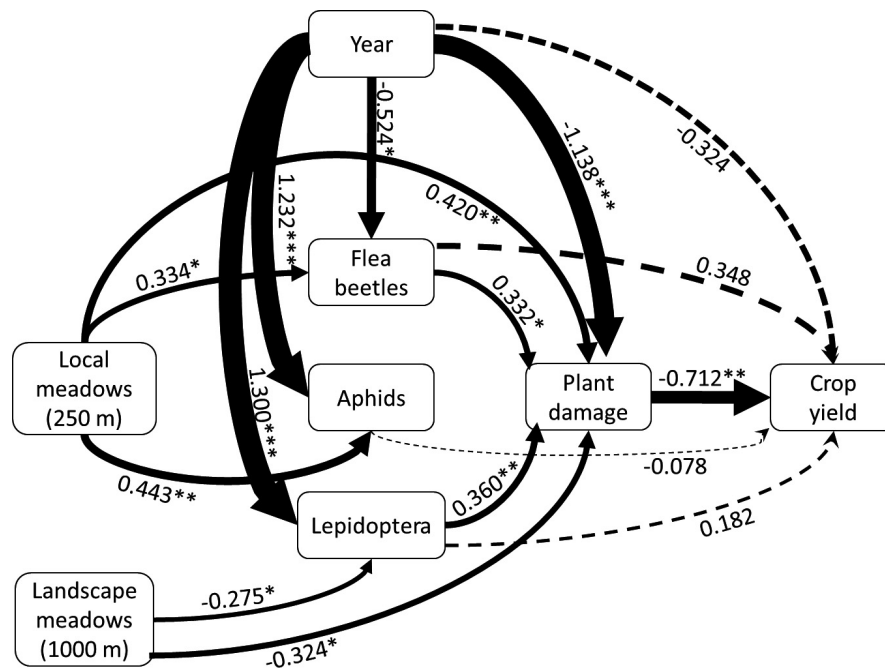 Year
-0.524*
-1.138***
-0.324
1.232***
0.420**
0.334*
Flea
beetles
0.348
0.332*
Local
meadows
(250 m)
1.300***
Aphids
Plant
damage
-0.712**
Crop
yield
-0.078
0.443**
0.360**
Lepidoptera
0.182
Landscape
meadows
(1000 m)
-0.275*
-0.324*